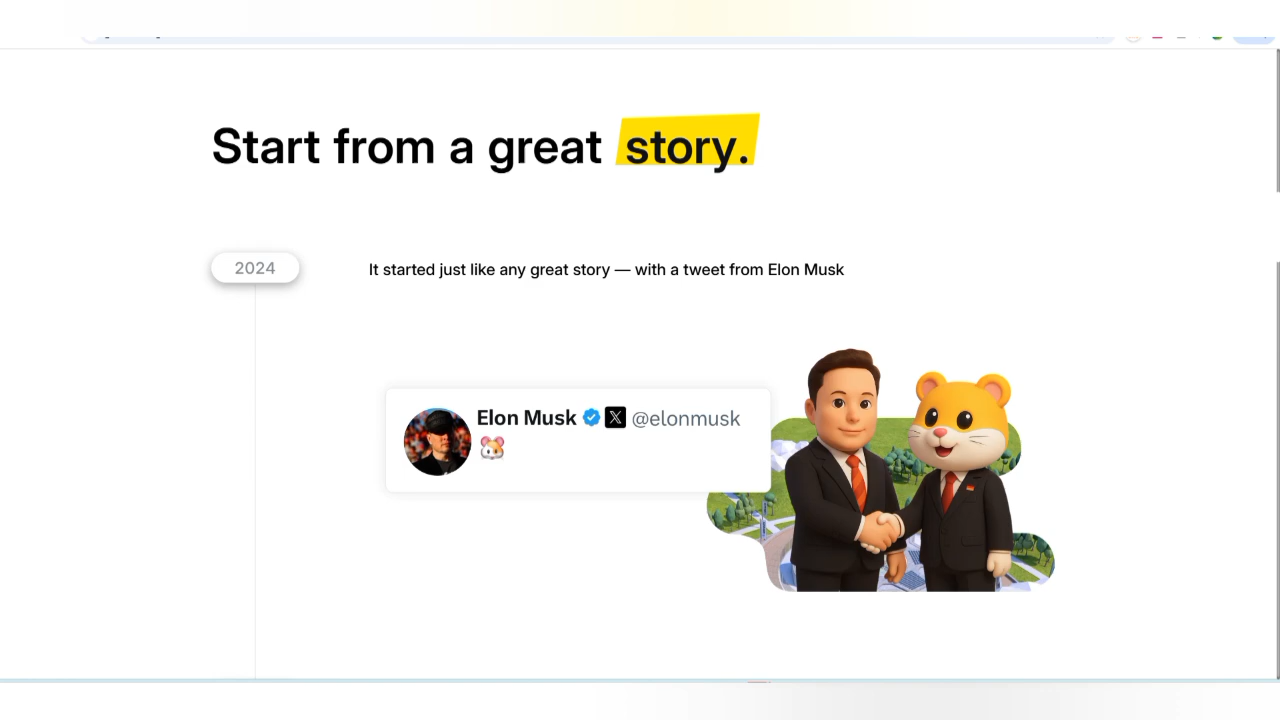 Start from a great story.
2024
It started just like any great story — with a tweet from Elon Musk
Elon Musk @elonmusk
🐹